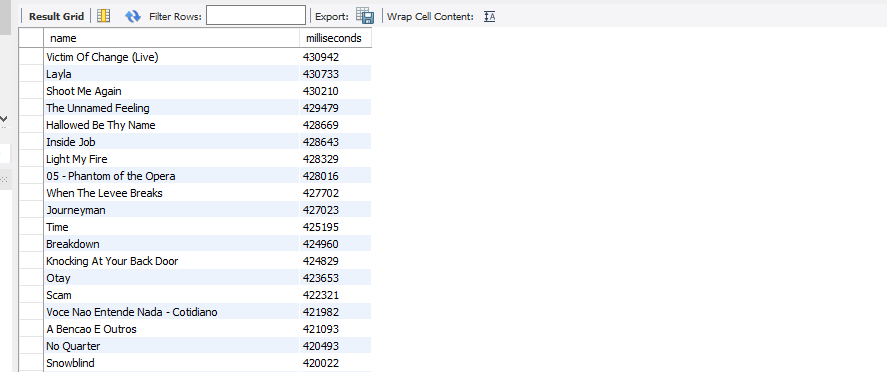 Result Grid Filter Rows: Export: Wrap Cell Content: IA
name milliseconds
Victim Of Change (Live) 430942
Layla 430733
Shoot Me Again 430210
The Unnamed Feeling 429479
Hallowed Be Thy Name 428669
Inside Job 428643
Light My Fire 428329
05 - Phantom of the Opera 428016
When The Levee Breaks 427702
Journeyman 427023
Time 425195
Breakdown 424960
Knocking At Your Back Door 424829
Otay 423653
Scam 422321
Voce Nao Entende Nada - Cotidiano 421982
A Bencao E Outros 421093
No Quarter 420493
Snowblind 420022